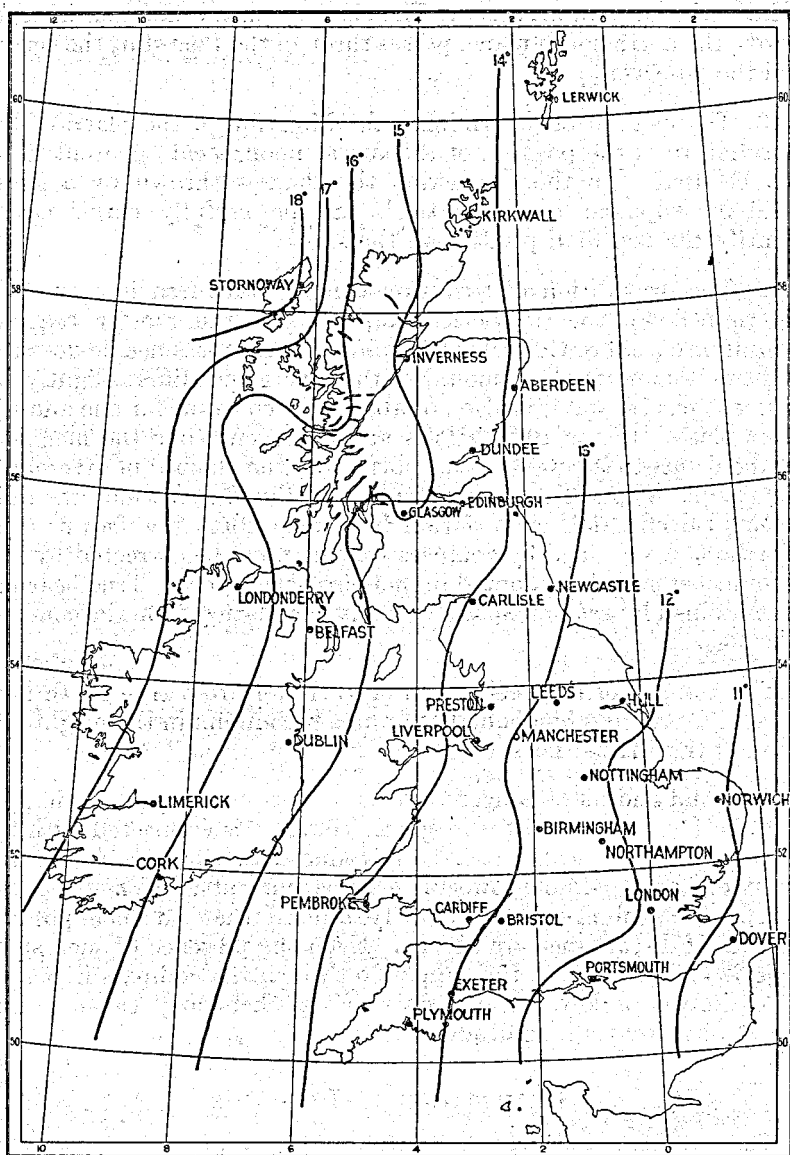 12 10 8 6 4 2 0 2
14°
LERWICK
60 60
15°
16°
17°
18°
KIRKWALL
STORNOWAY
58 58
INVERNESS
ABERDEEN
DUNDEE
13°
56 56
GLASGOW EDINBURGH
LONDONDERRY
NEWCASTLE
CARLISLE
12°
BELFAST
54 54
11°
PRESTON
LEEDS
HULL
LIVERPOOL
MANCHESTER
DUBLIN
NOTTINGHAM
LIMERICK
NORWICH
BIRMINGHAM
NORTHAMPTON
52 52
CORK
PEMBROKE
CARDIFF
BRISTOL
LONDON
DOVER
PORTSMOUTH
EXETER
PLYMOUTH
50 50
10 8 6 4 2 0